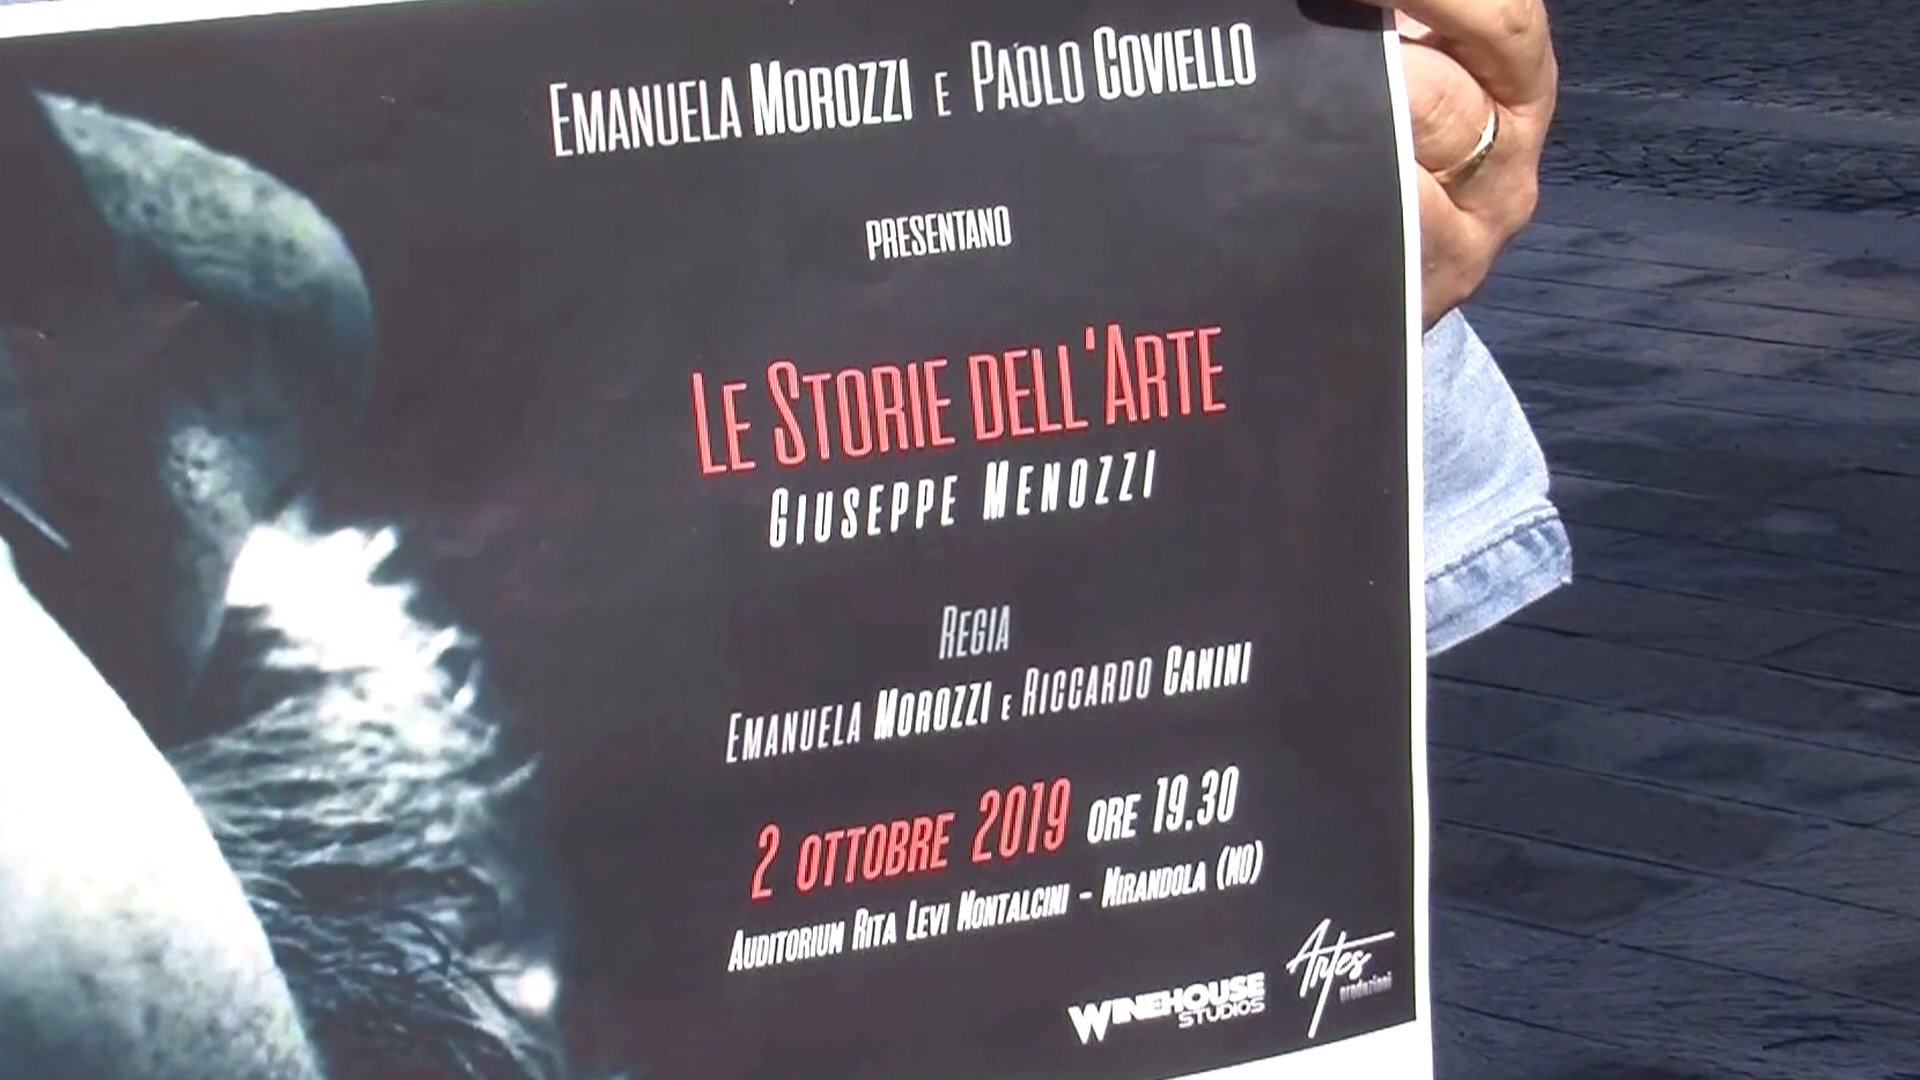 EMANUELA MOROZZI E PAOLO COVIELLO
PRESENTANO
LE STORIE DELL'ARTE
GIUSEPPE MENOZZI
REGIA
EMANUELA MOROZZI E RICCARDO CANINI
2 OTTOBRE 2019 ORE 19.30
AUDITORIUM RITA LEVI MONTALCINI - MIRANDOLA (MO)
WINEHOUSE
STUDIOS
Artes
produzioni